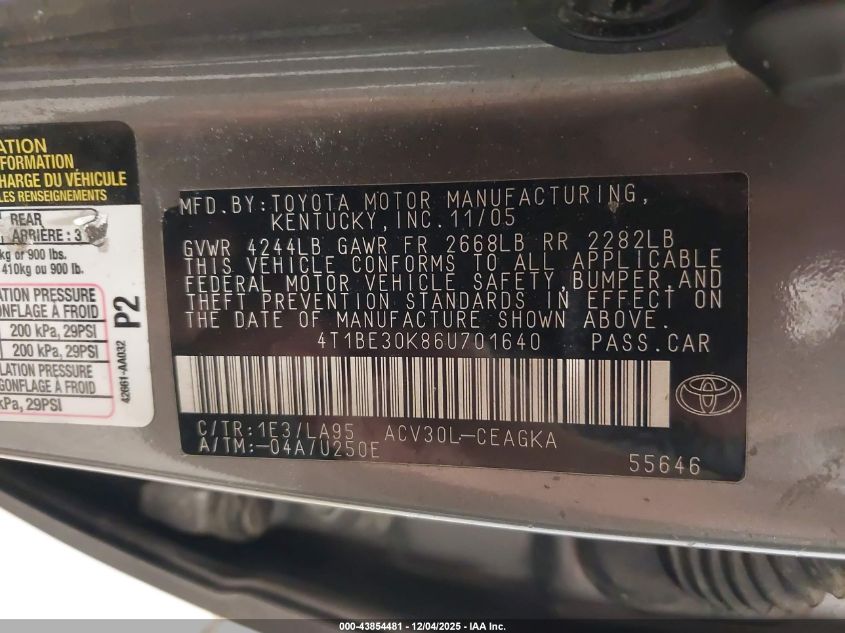 ATION
FORMATION
CHARGE DU VÉHICULE
LES RENSEIGNEMENTS
REAR
ARRIÈRE : 3
kg or 900 lbs.
410kg ou 900 lb.
ATION PRESSURE
GONFLAGE À FROID
200 kPa, 29PSI
200 kPa, 29PSI
LATION PRESSURE
GONFLAGE À FROID
kPa, 29PSI
P2
42661-AA032
MFD.BY:TOYOTA MOTOR MANUFACTURING,
KENTUCKY,INC.11/05
GVWR 4244LB GAWR FR 2668LB RR 2282LB
THIS VEHICLE CONFORMS TO ALL APPLICABLE
FEDERAL MOTOR VEHICLE SAFETY,BUMPER,AND
THEFT PREVENTION STANDARDS IN EFFECT ON
THE DATE OF MANUFACTURE SHOWN ABOVE.
4T1BE30K86U701640 PASS.CAR
C/TR:1E3/LA95 ACV30L-CEAGKA
A/TM:-04A/U250E
55646
000-43854481 - 12/04/2025 - IAA Inc.